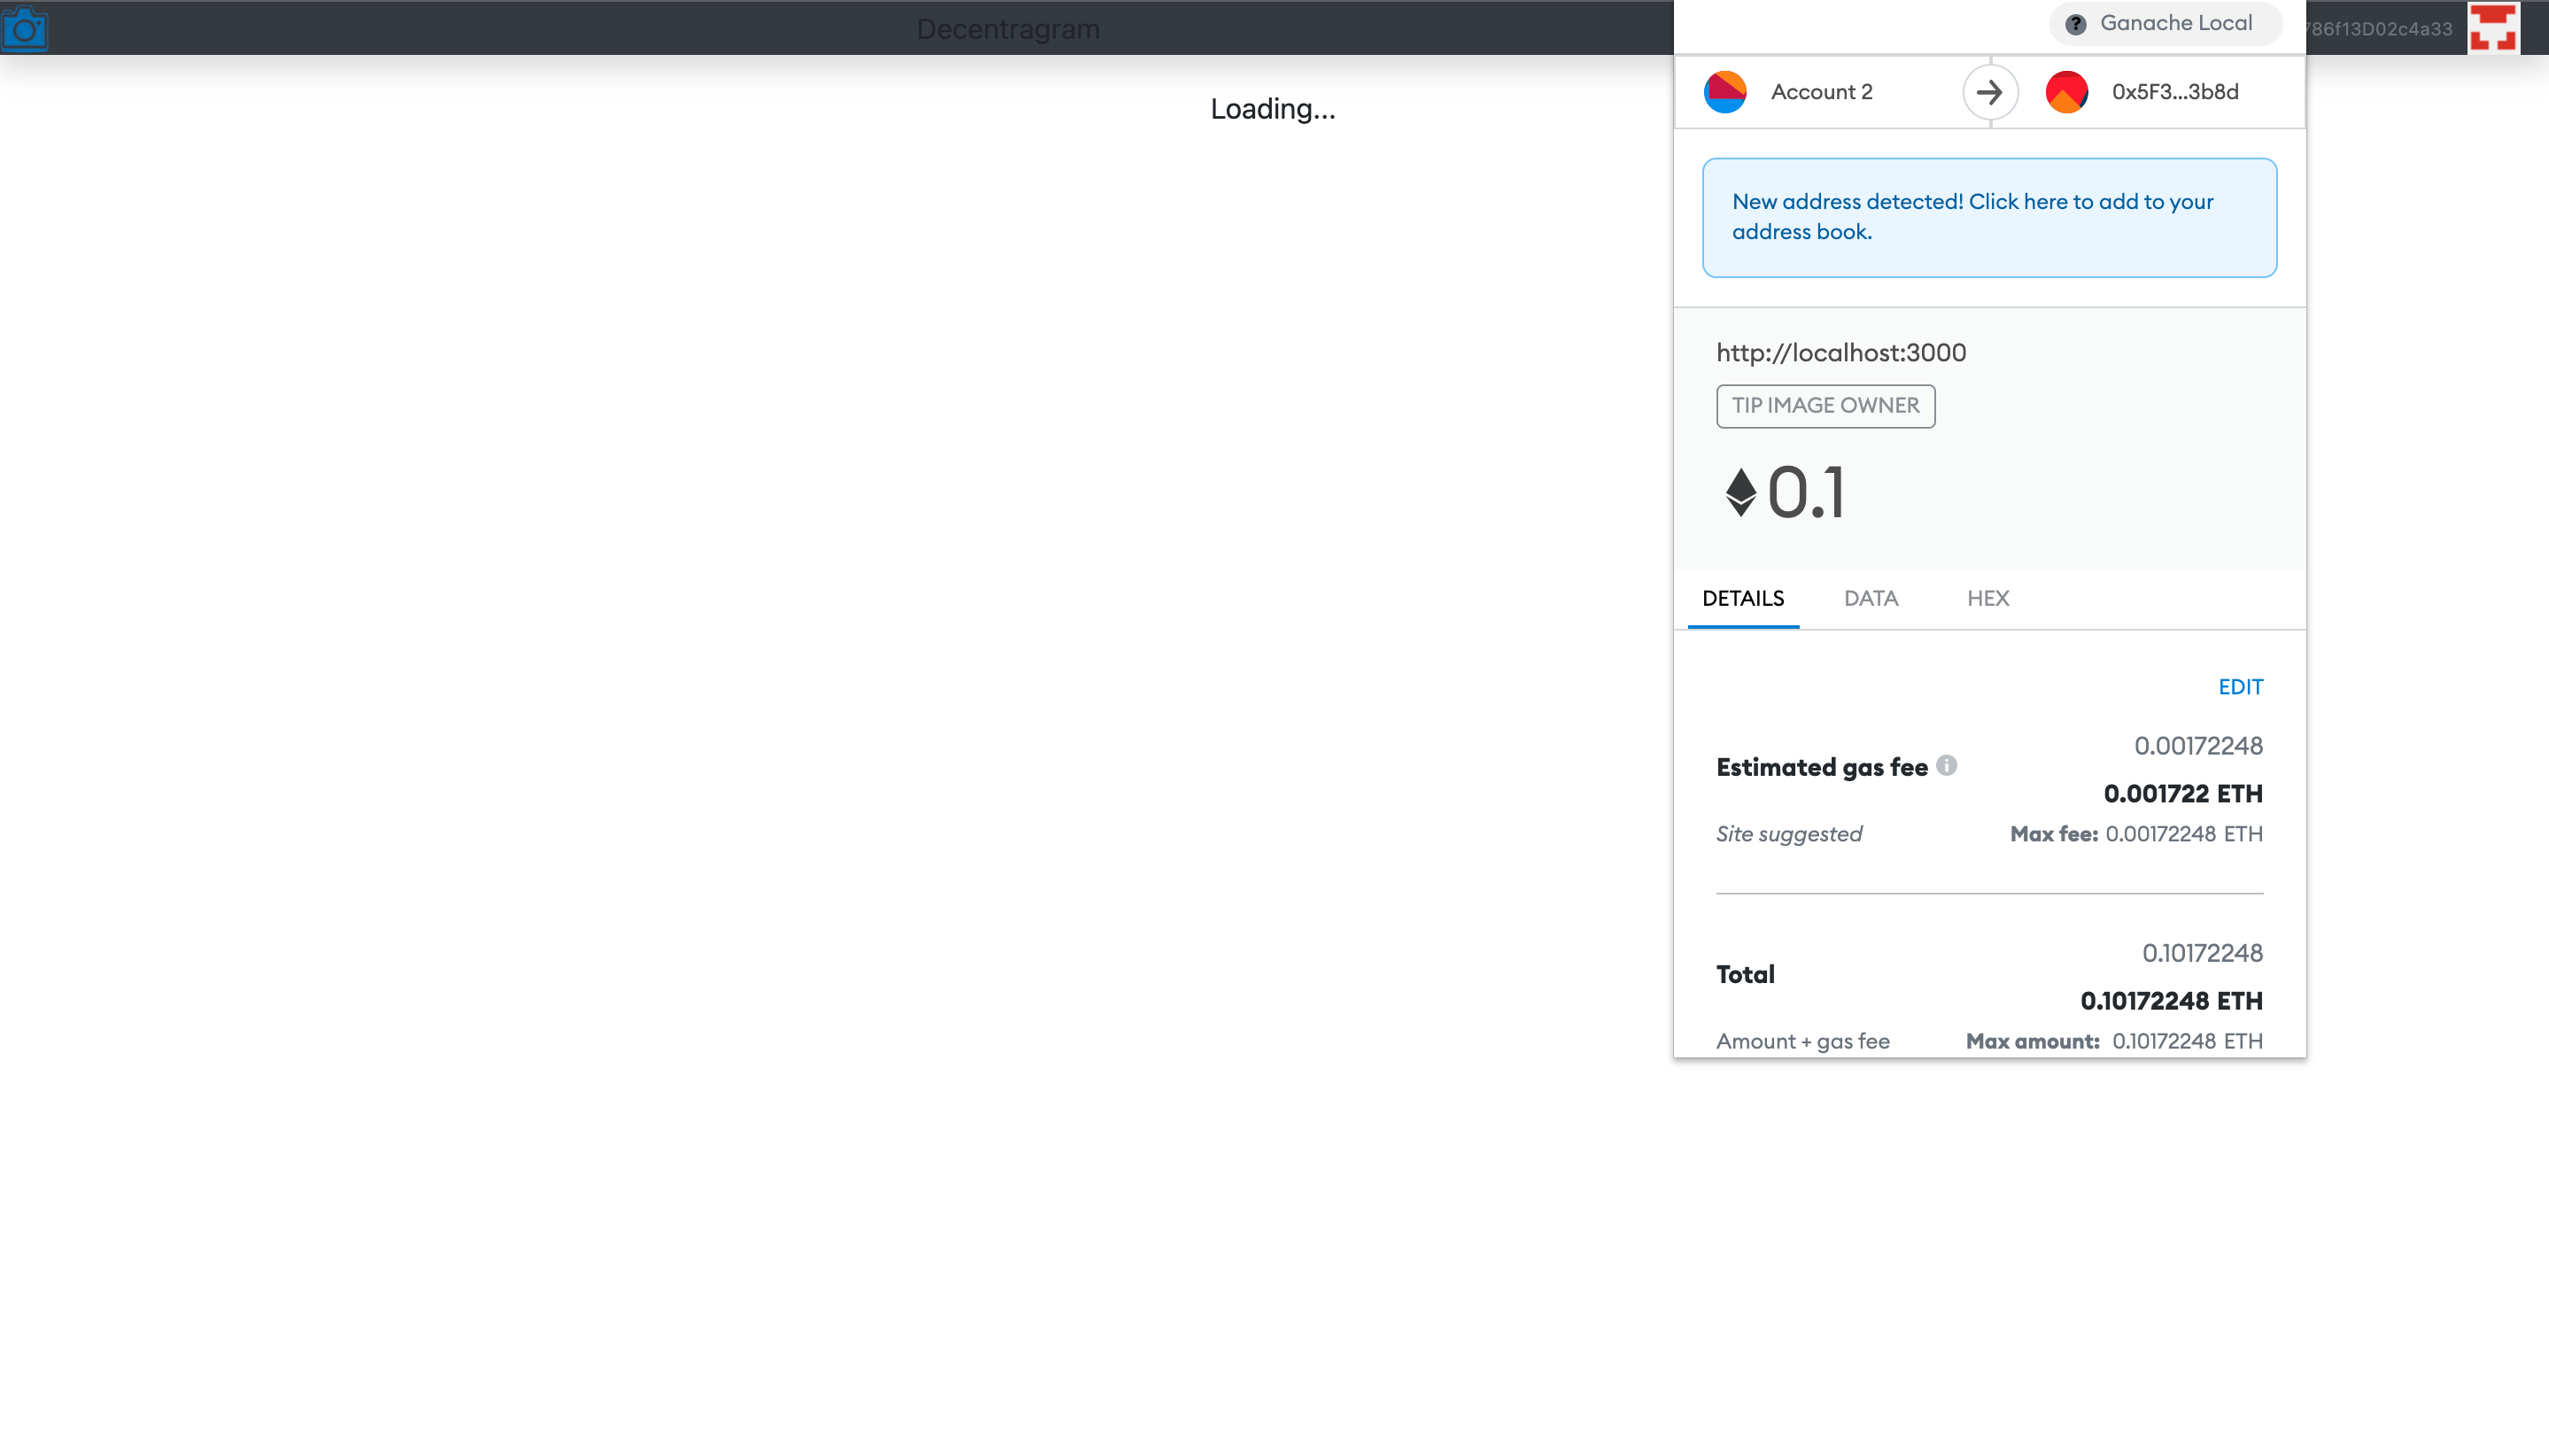 Decentragram
Ganache Local
786f13D02c4a33
Loading...
Account 2
0x5F3...3b8d
New address detected! Click here to add to your
address book.
http://localhost:3000
TIP IMAGE OWNER
0.1
DETAILS
DATA
HEX
EDIT
0.00172248
Estimated gas fee
0.001722 ETH
Site suggested
Max fee: 0.00172248 ETH
0.10172248
Total
0.10172248 ETH
Amount + gas fee
Max amount: 0.10172248 ETH